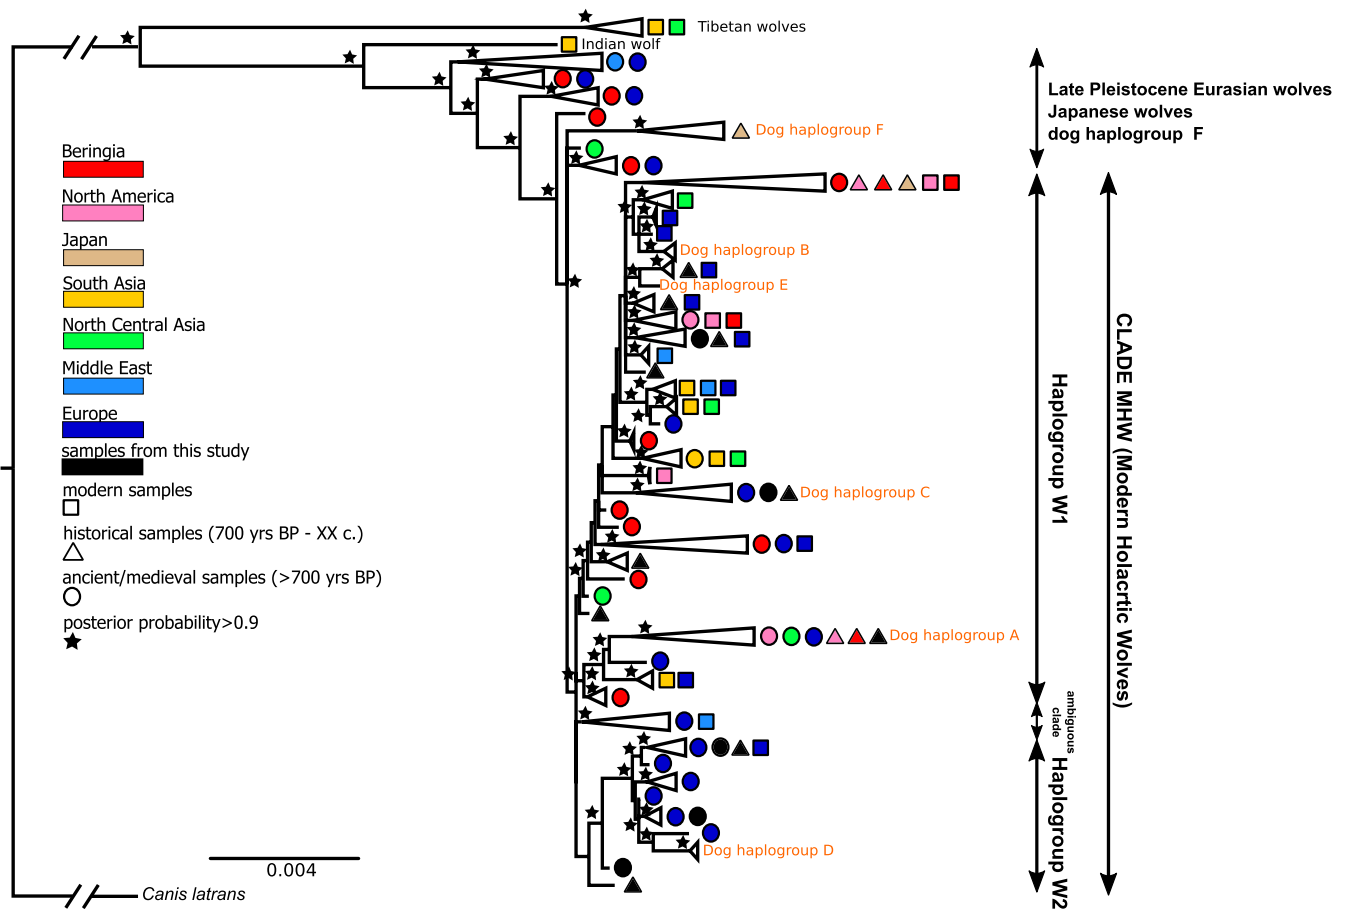 Tibetan wolves
Indian wolf
Late Pleistocene Eurasian wolves
Japanese wolves
dog haplogroup F
Dog haplogroup F
Beringia
North America
Japan
South Asia
North Central Asia
Middle East
Europe
samples from this study
modern samples
historical samples (700 yrs BP - XX c.)
ancient/medieval samples (>700 yrs BP)
posterior probability>0.9
Dog haplogroup B
Dog haplogroup E
Dog haplogroup C
Dog haplogroup A
Dog haplogroup D
Haplogroup W1
ambiguous
clade
Haplogroup W2
CLADE MHW (Modern Holacrtic Wolves)
0.004
Canis latrans